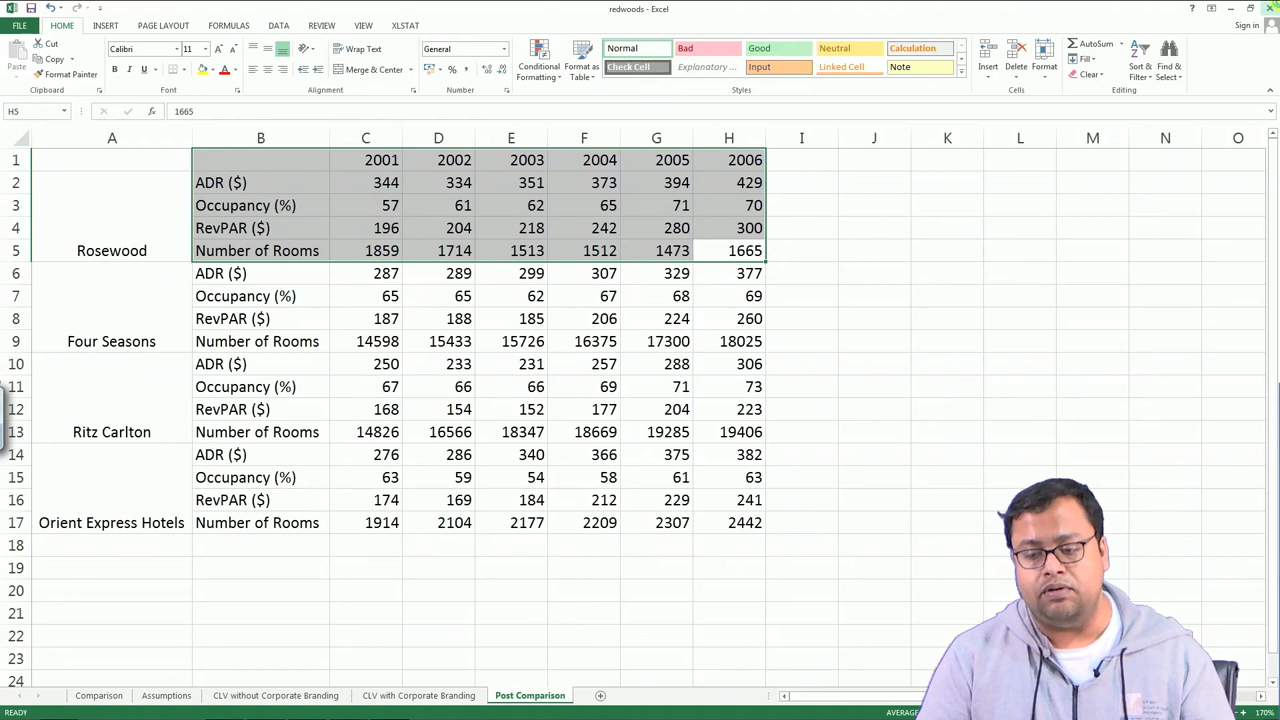 redwoods - Excel
Sign in
FILE HOME INSERT PAGE LAYOUT FORMULAS DATA REVIEW VIEW XLSTAT
Cut
Copy
Format Painter
Paste
Calibri 11
B I U
Wrap Text
Merge & Center
General
Conditional Formatting
Format as Table
Normal Bad Good Neutral Calculation
Check Cell Explanatory ... Input Linked Cell Note
Insert Delete Format
AutoSum
Fill
Clear
Sort & Filter
Find & Select
Clipboard Font Alignment Number Styles Cells Editing
H5 fx 1665
A B C D E F G H I J K L M N O
1 2001 2002 2003 2004 2005 2006
2 ADR ($) 344 334 351 373 394 429
3 Occupancy (%) 57 61 62 65 71 70
4 RevPAR ($) 196 204 218 242 280 300
5 Rosewood Number of Rooms 1859 1714 1513 1512 1473 1665
6 ADR ($) 287 289 299 307 329 377
7 Occupancy (%) 65 65 62 67 68 69
8 RevPAR ($) 187 188 185 206 224 260
9 Four Seasons Number of Rooms 14598 15433 15726 16375 17300 18025
10 ADR ($) 250 233 231 257 288 306
11 Occupancy (%) 67 66 66 69 71 73
12 RevPAR ($) 168 154 152 177 204 223
13 Ritz Carlton Number of Rooms 14826 16566 18347 18669 19285 19406
14 ADR ($) 276 286 340 366 375 382
15 Occupancy (%) 63 59 54 58 61 63
16 RevPAR ($) 174 169 184 212 229 241
17 Orient Express Hotels Number of Rooms 1914 2104 2177 2209 2307 2442
18
19
20
21
22
23
24
Comparison Assumptions CLV without Corporate Branding CLV with Corporate Branding Post Comparison
READY
170%